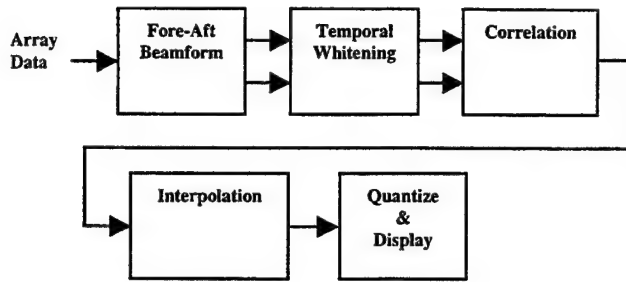 Array
Data
Fore-Aft
Beamform
Temporal
Whitening
Correlation
Interpolation
Quantize
&
Display